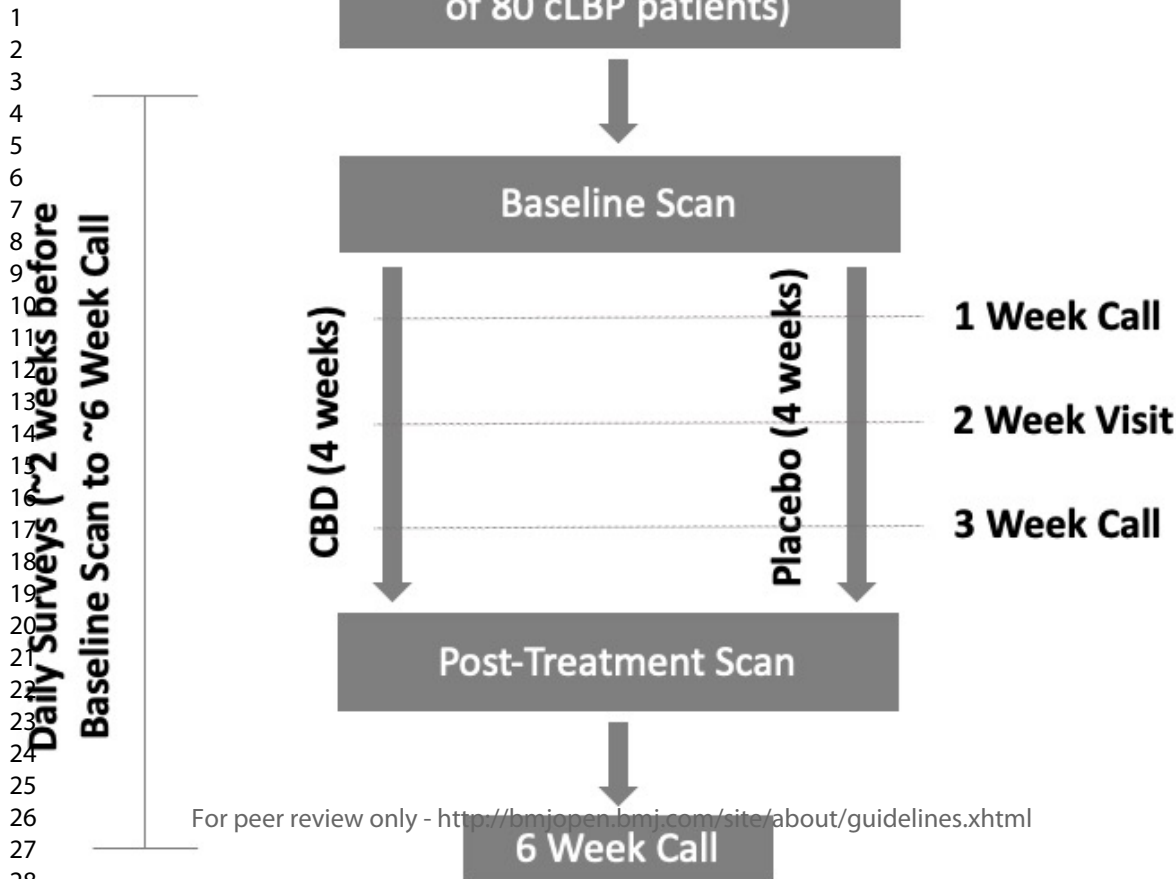 1
2
3
4
5
6
7
8
9
10
11
12
13
14
15
16
17
18
19
20
21
22
23
24
25
26
27
28
of 80 cLBP patients)
Daily Surveys (~2 weeks before
Baseline Scan to ~6 Week Call
Baseline Scan
CBD (4 weeks)
Placebo (4 weeks)
1 Week Call
2 Week Visit
3 Week Call
Post-Treatment Scan
For peer review only - http://bmjopen.bmj.com/site/about/guidelines.xhtml
6 Week Call